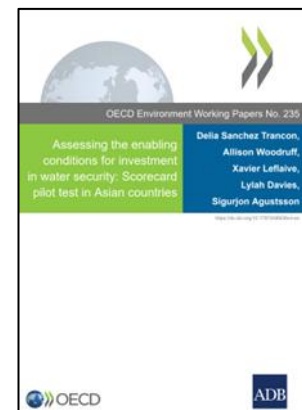 OECD Environment Working Papers No. 235
Assessing the enabling
conditions for investment
in water security: Scorecard
pilot test in Asian countries
Delia Sanchez Trancon,
Allison Woodruff,
Xavier Leflaive,
Lylah Davies,
Sigurjon Agustsson
OECD
ADB